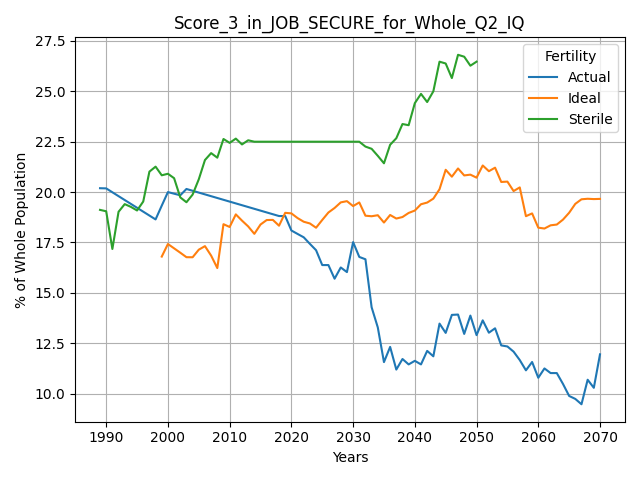 Score_3_in_JOB_SECURE_for_Whole_Q2_IQ
27.5
25.0
22.5
20.0
17.5
15.0
12.5
10.0
% of Whole Population
Fertility
Actual
Ideal
Sterile
1990 2000 2010 2020 2030 2040 2050 2060 2070
Years